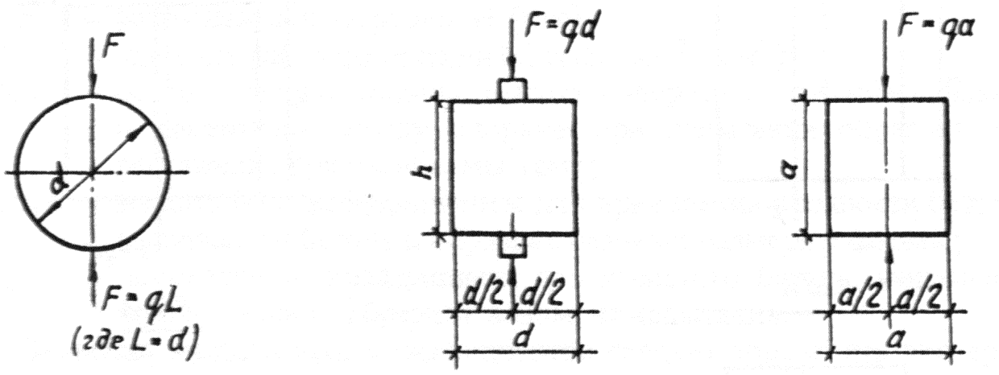 F
d
F=qL
(где L=d)
F=qd
h
d/2 d/2
d
F=qa
a
a/2 a/2
a